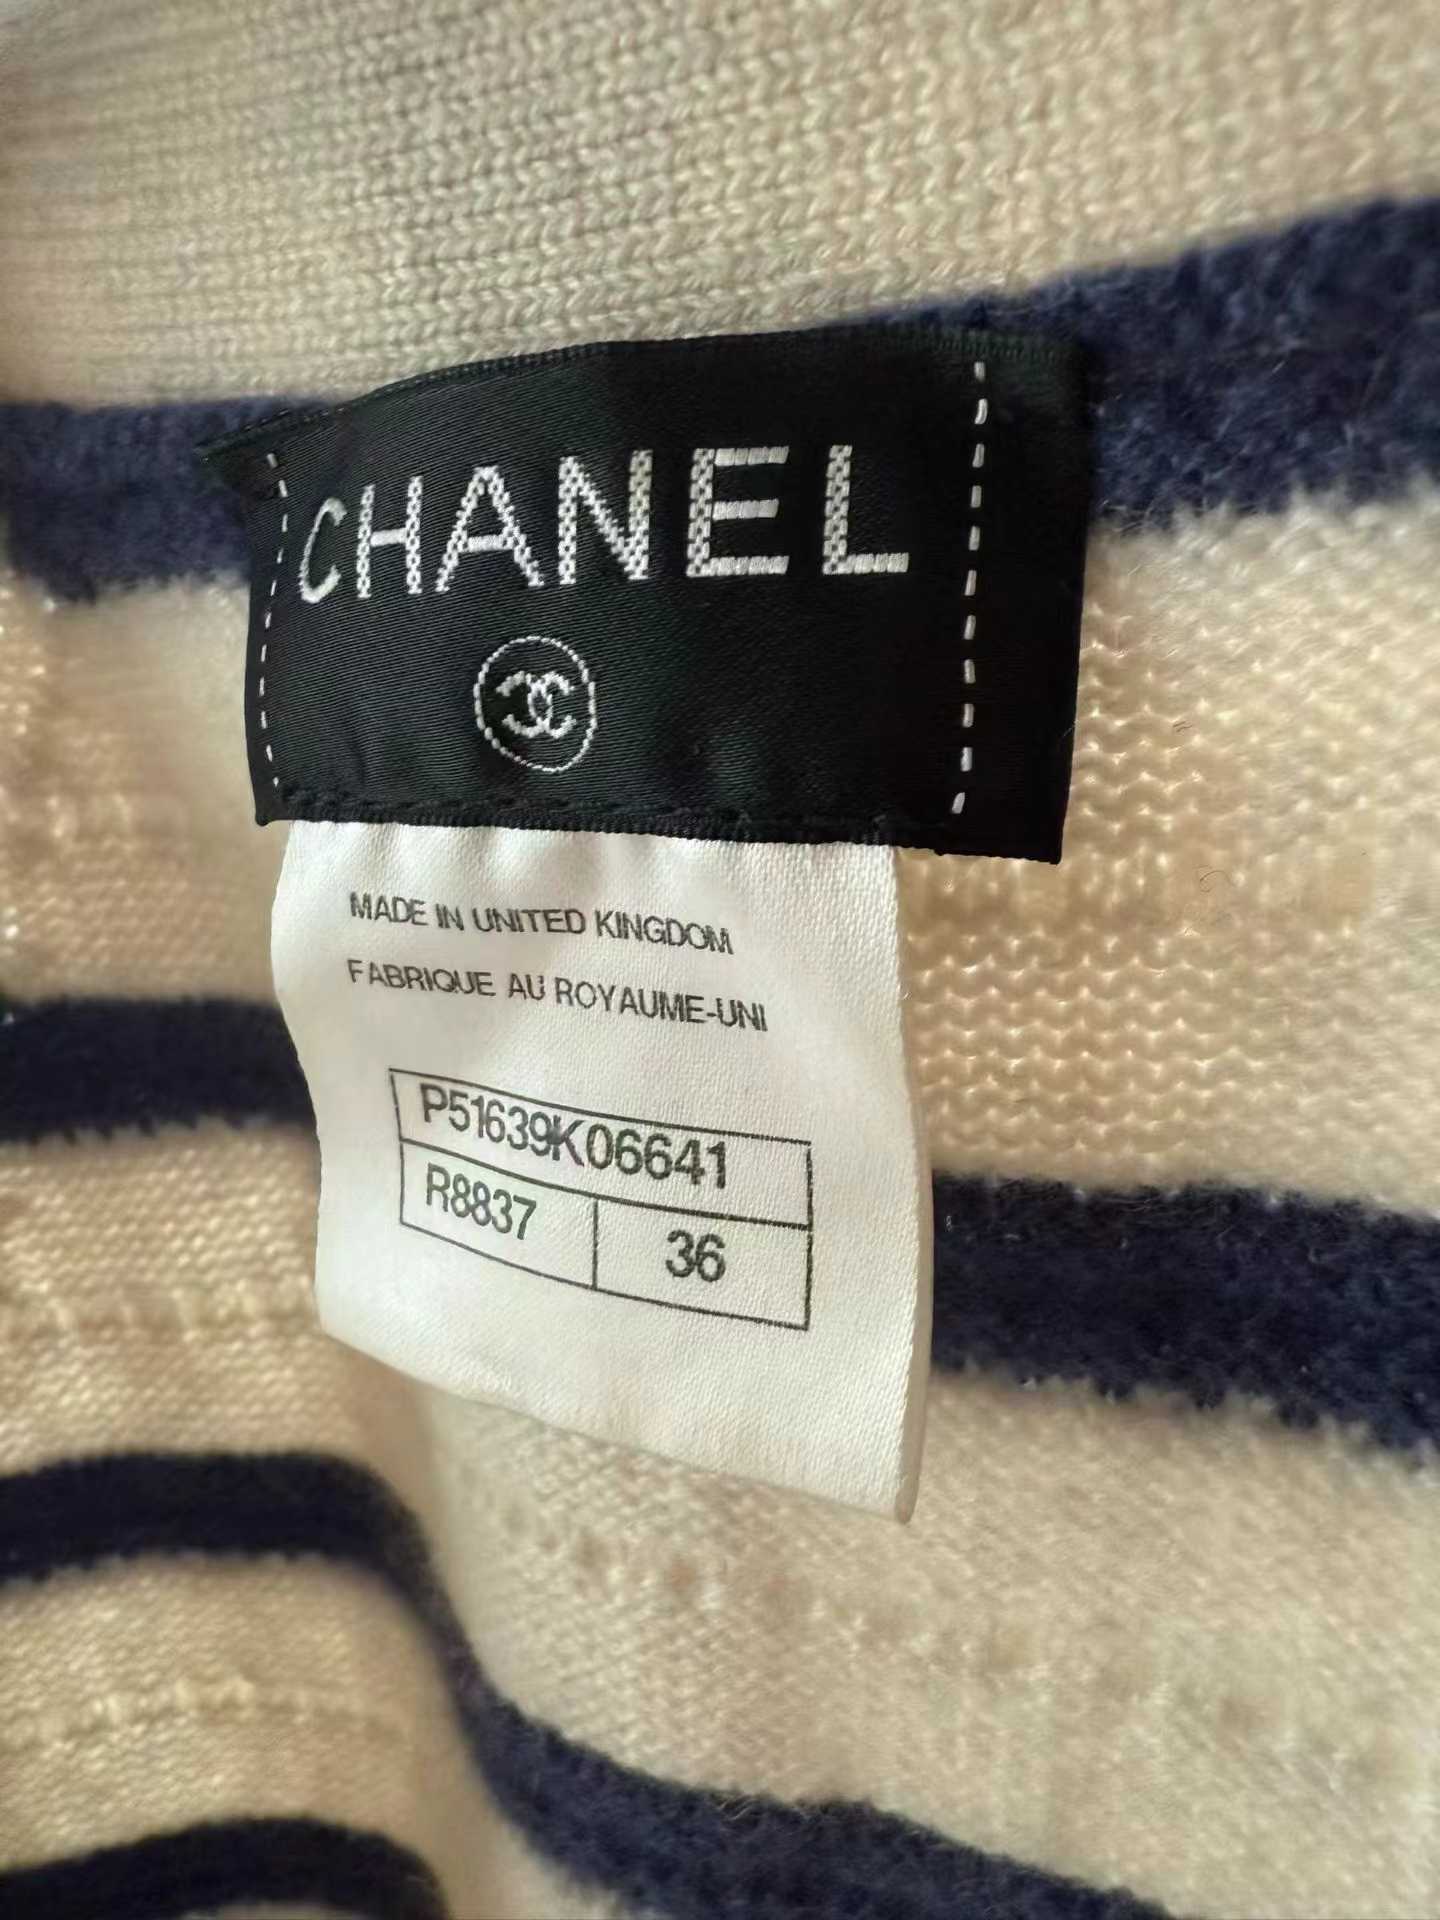 CHANEL
MADE IN UNITED KINGDOM
FABRIQUE AU ROYAUME-UNI
P51639K06641
R8837 36